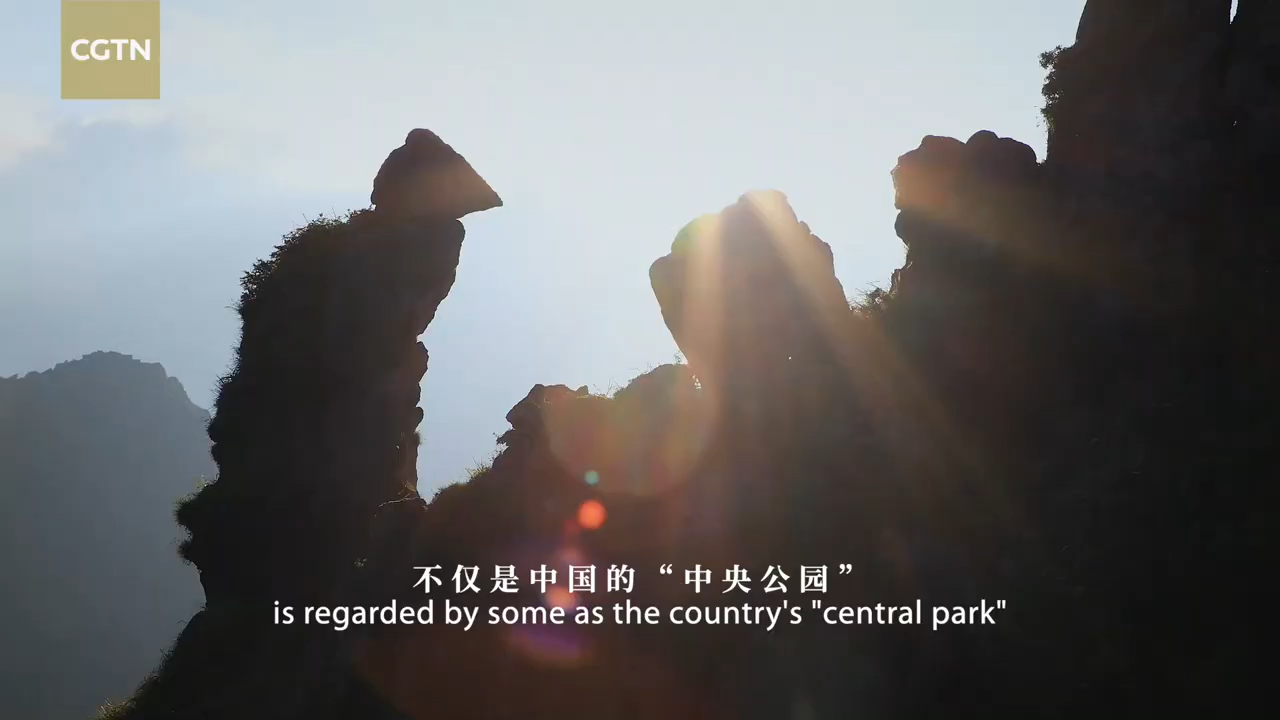 CGTN
不仅是中国的“中央公园”
is regarded by some as the country's "central park"